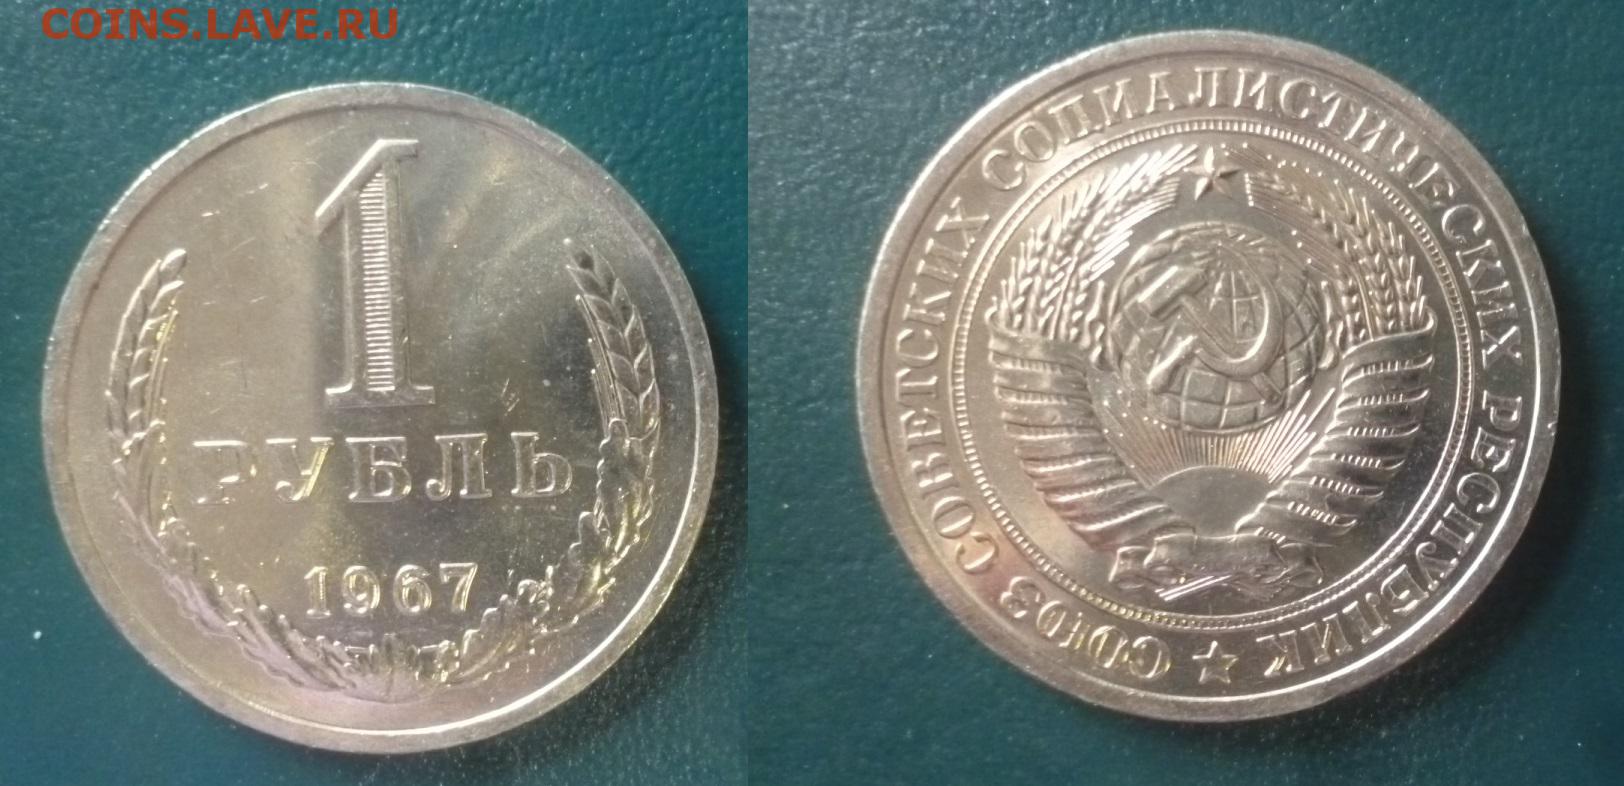 COINS.LAVE.RU
1
РУБЛЬ
1967
СОЮЗ СОВЕТСКИХ СОЦИАЛИСТИЧЕСКИХ РЕСПУБЛИК